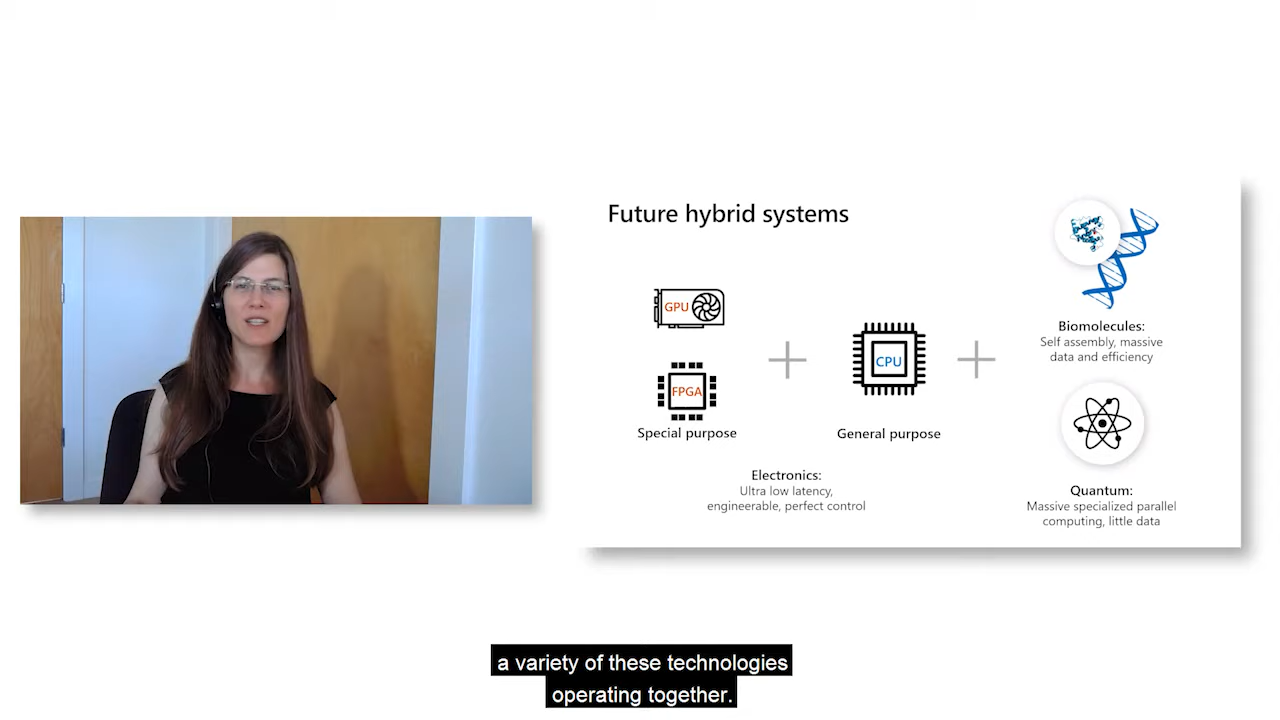 Future hybrid systems
GPU
FPGA
Special purpose
CPU
General purpose
Electronics:
Ultra low latency,
engineerable, perfect control
Biomolecules:
Self assembly, massive
data and efficiency
Quantum:
Massive specialized parallel
computing, little data
a variety of these technologies
operating together.